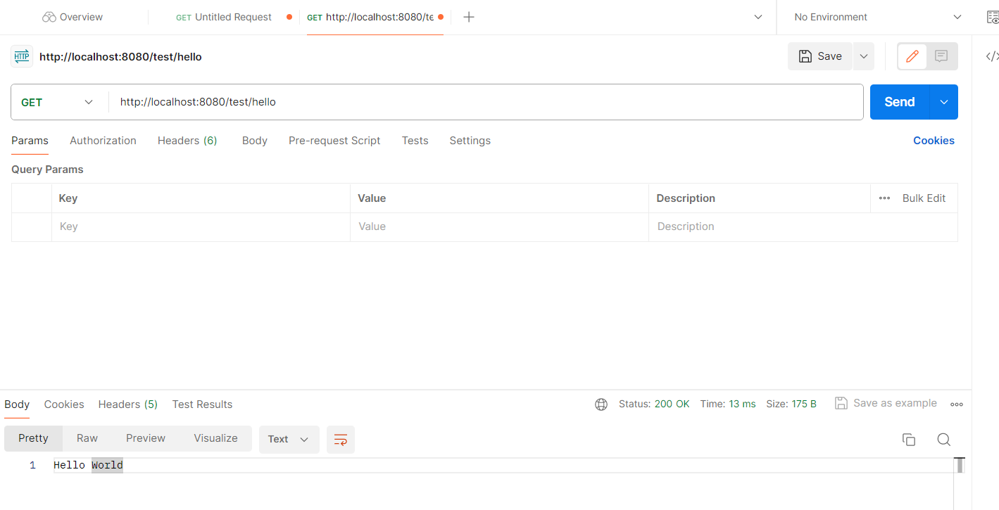 Overview GET Untitled Request GET http://localhost:8080/te No Environment
HTTP http://localhost:8080/test/hello Save
GET http://localhost:8080/test/hello Send
Params Authorization Headers (6) Body Pre-request Script Tests Settings Cookies
Query Params
Key Value Description Bulk Edit
Key Value Description
Body Cookies Headers (5) Test Results Status: 200 OK Time: 13 ms Size: 175 B Save as example
Pretty Raw Preview Visualize Text
1 Hello World